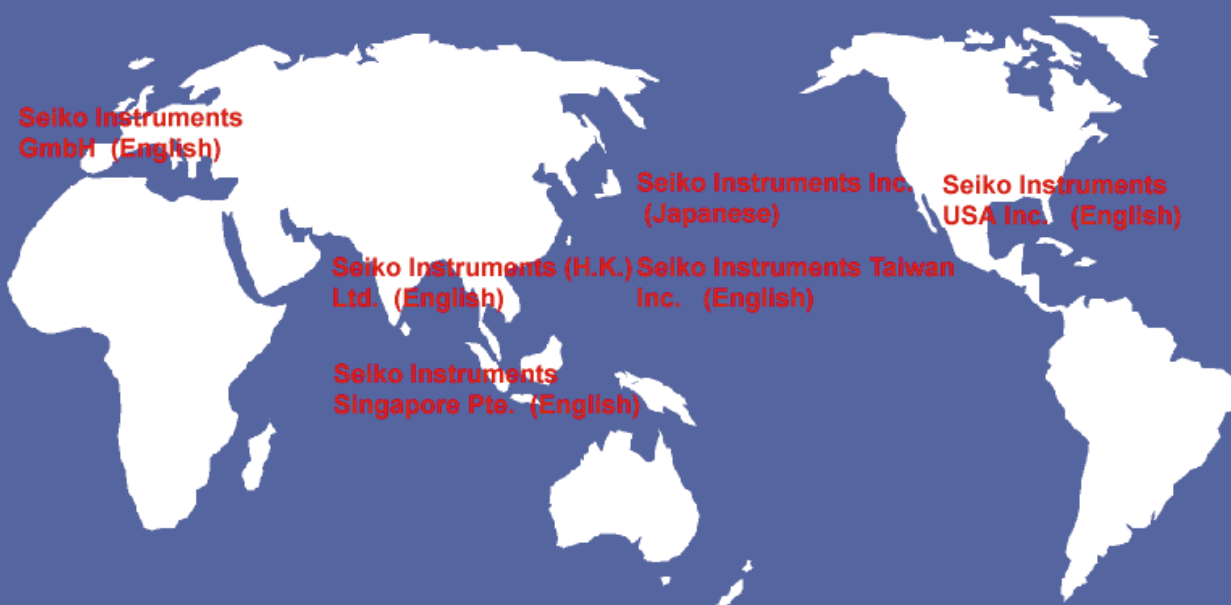 Seiko Instruments
GmbH (English)
Seiko Instruments Inc.
(Japanese)
Seiko Instruments
USA Inc. (English)
Seiko Instruments (H.K.)
Ltd. (English)
Seiko Instruments Taiwan
Inc. (English)
Seiko Instruments
Singapore Pte. (English)